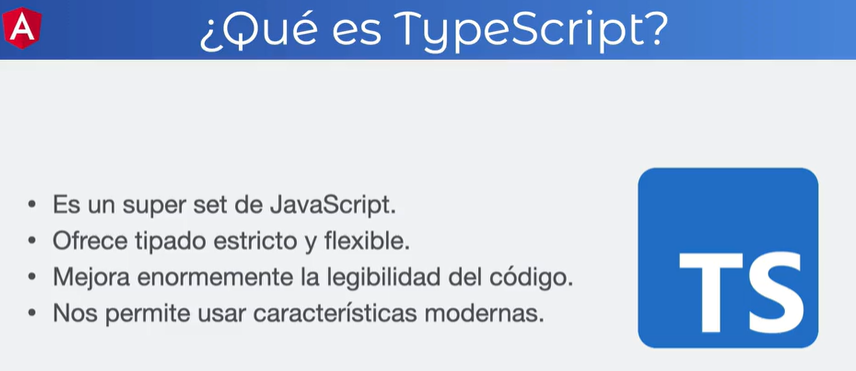 A
¿Qué es TypeScript?
• Es un super set de JavaScript.
• Ofrece tipado estricto y flexible.
• Mejora enormemente la legibilidad del código.
• Nos permite usar características modernas.
TS